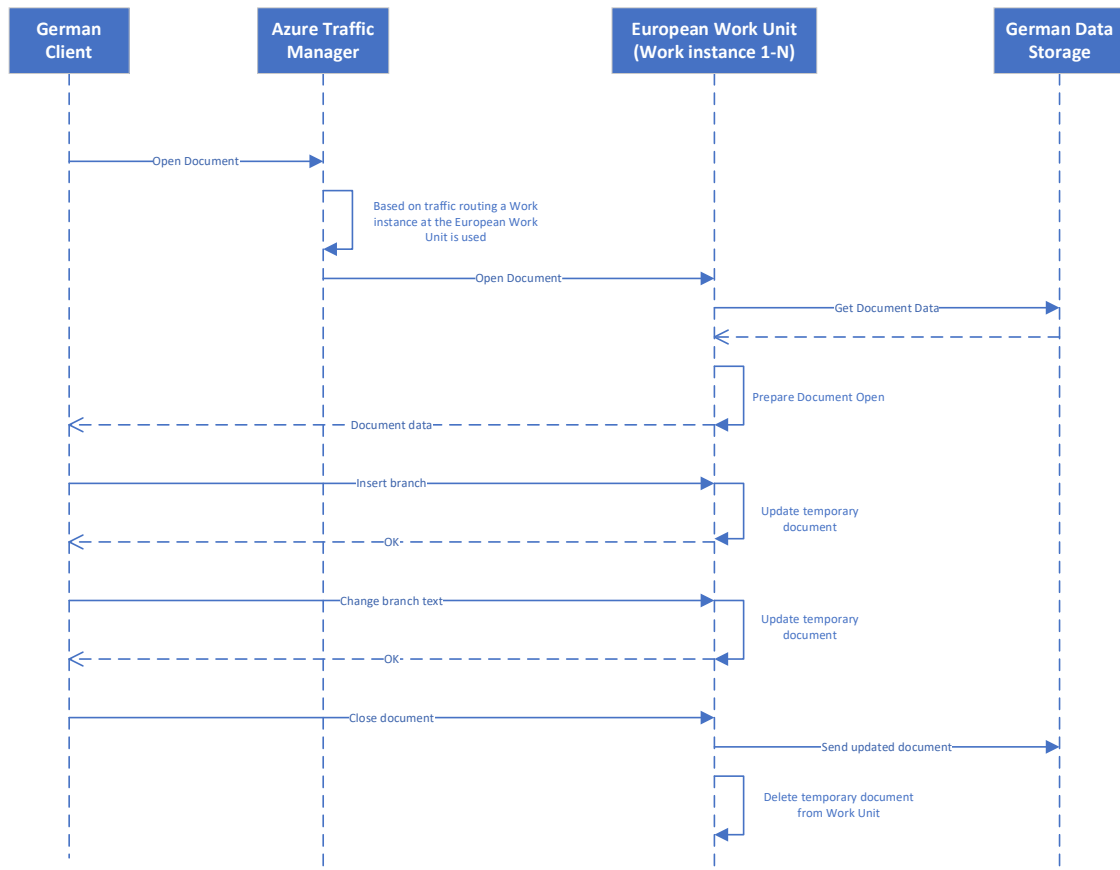 German
Client
Azure Traffic
Manager
European Work Unit
(Work instance 1-N)
German Data
Storage
Open Document
Based on traffic routing a Work
instance at the European Work
Unit is used
Open Document
Get Document Data
Prepare Document Open
Document data
Insert branch
Update temporary
document
OK
Change branch text
Update temporary
document
OK
Close document
Send updated document
Delete temporary document
from Work Unit